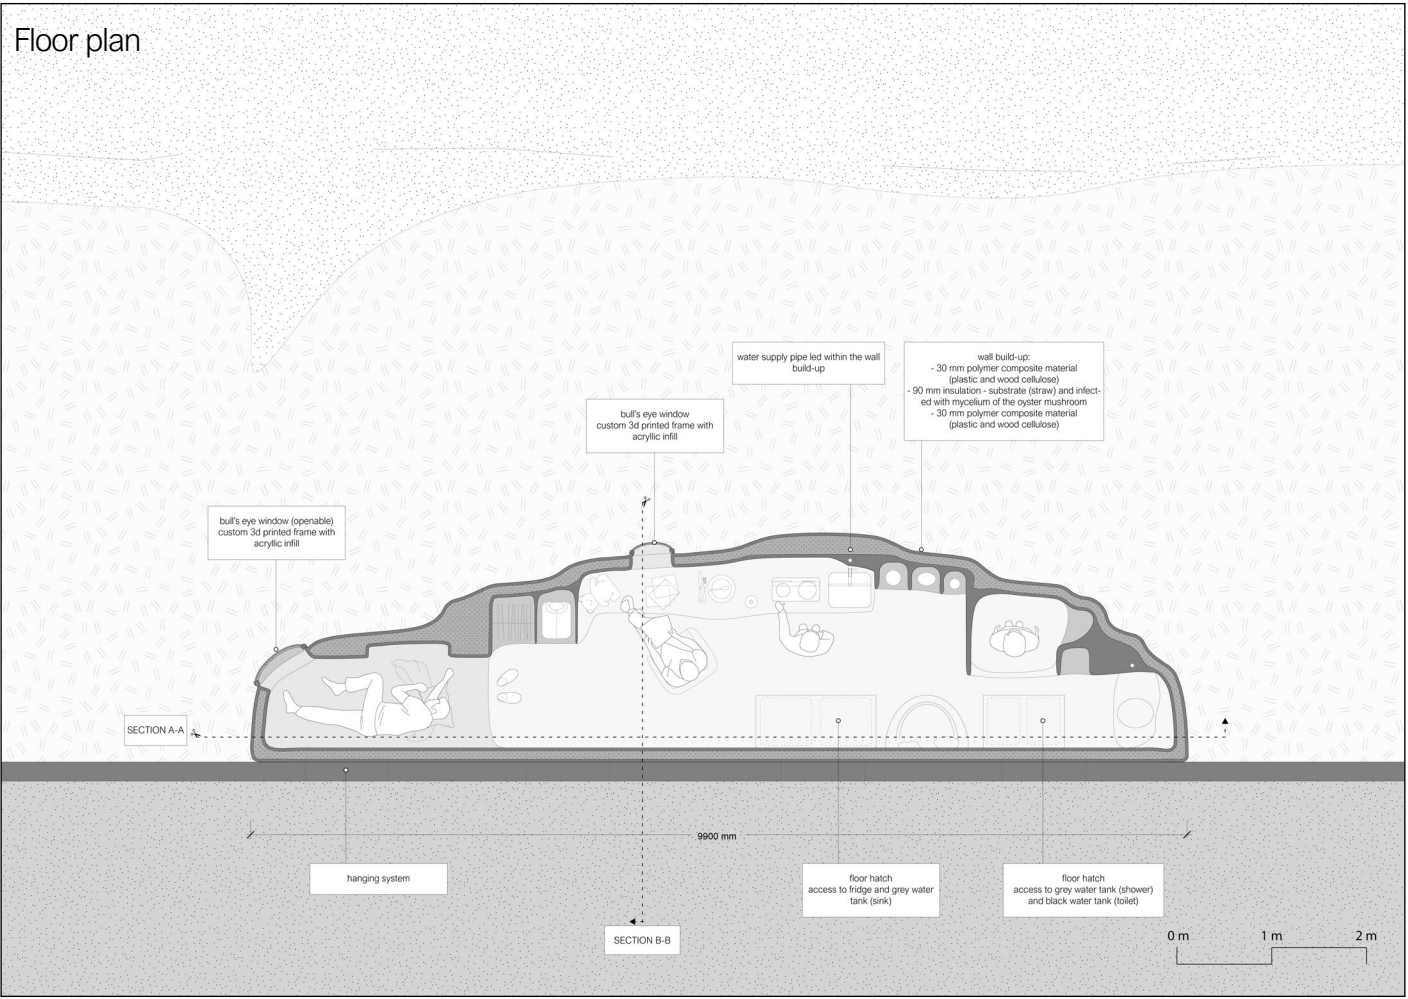 Floor plan
water supply pipe led within the wall
build-up
wall build-up:
- 30 mm polymer composite material
(plastic and wood cellulose)
- 90 mm insulation - substrate (straw) and infect-
ed with mycelium of the oyster mushroom
- 30 mm polymer composite material
(plastic and wood cellulose)
bull's eye window
custom 3d printed frame with
acryllic infill
bull's eye window (openable)
custom 3d printed frame with
acryllic infill
SECTION A-A
9900 mm
hanging system
floor hatch
access to fridge and grey water
tank (sink)
floor hatch
access to grey water tank (shower)
and black water tank (toilet)
SECTION B-B
0 m 1 m 2 m